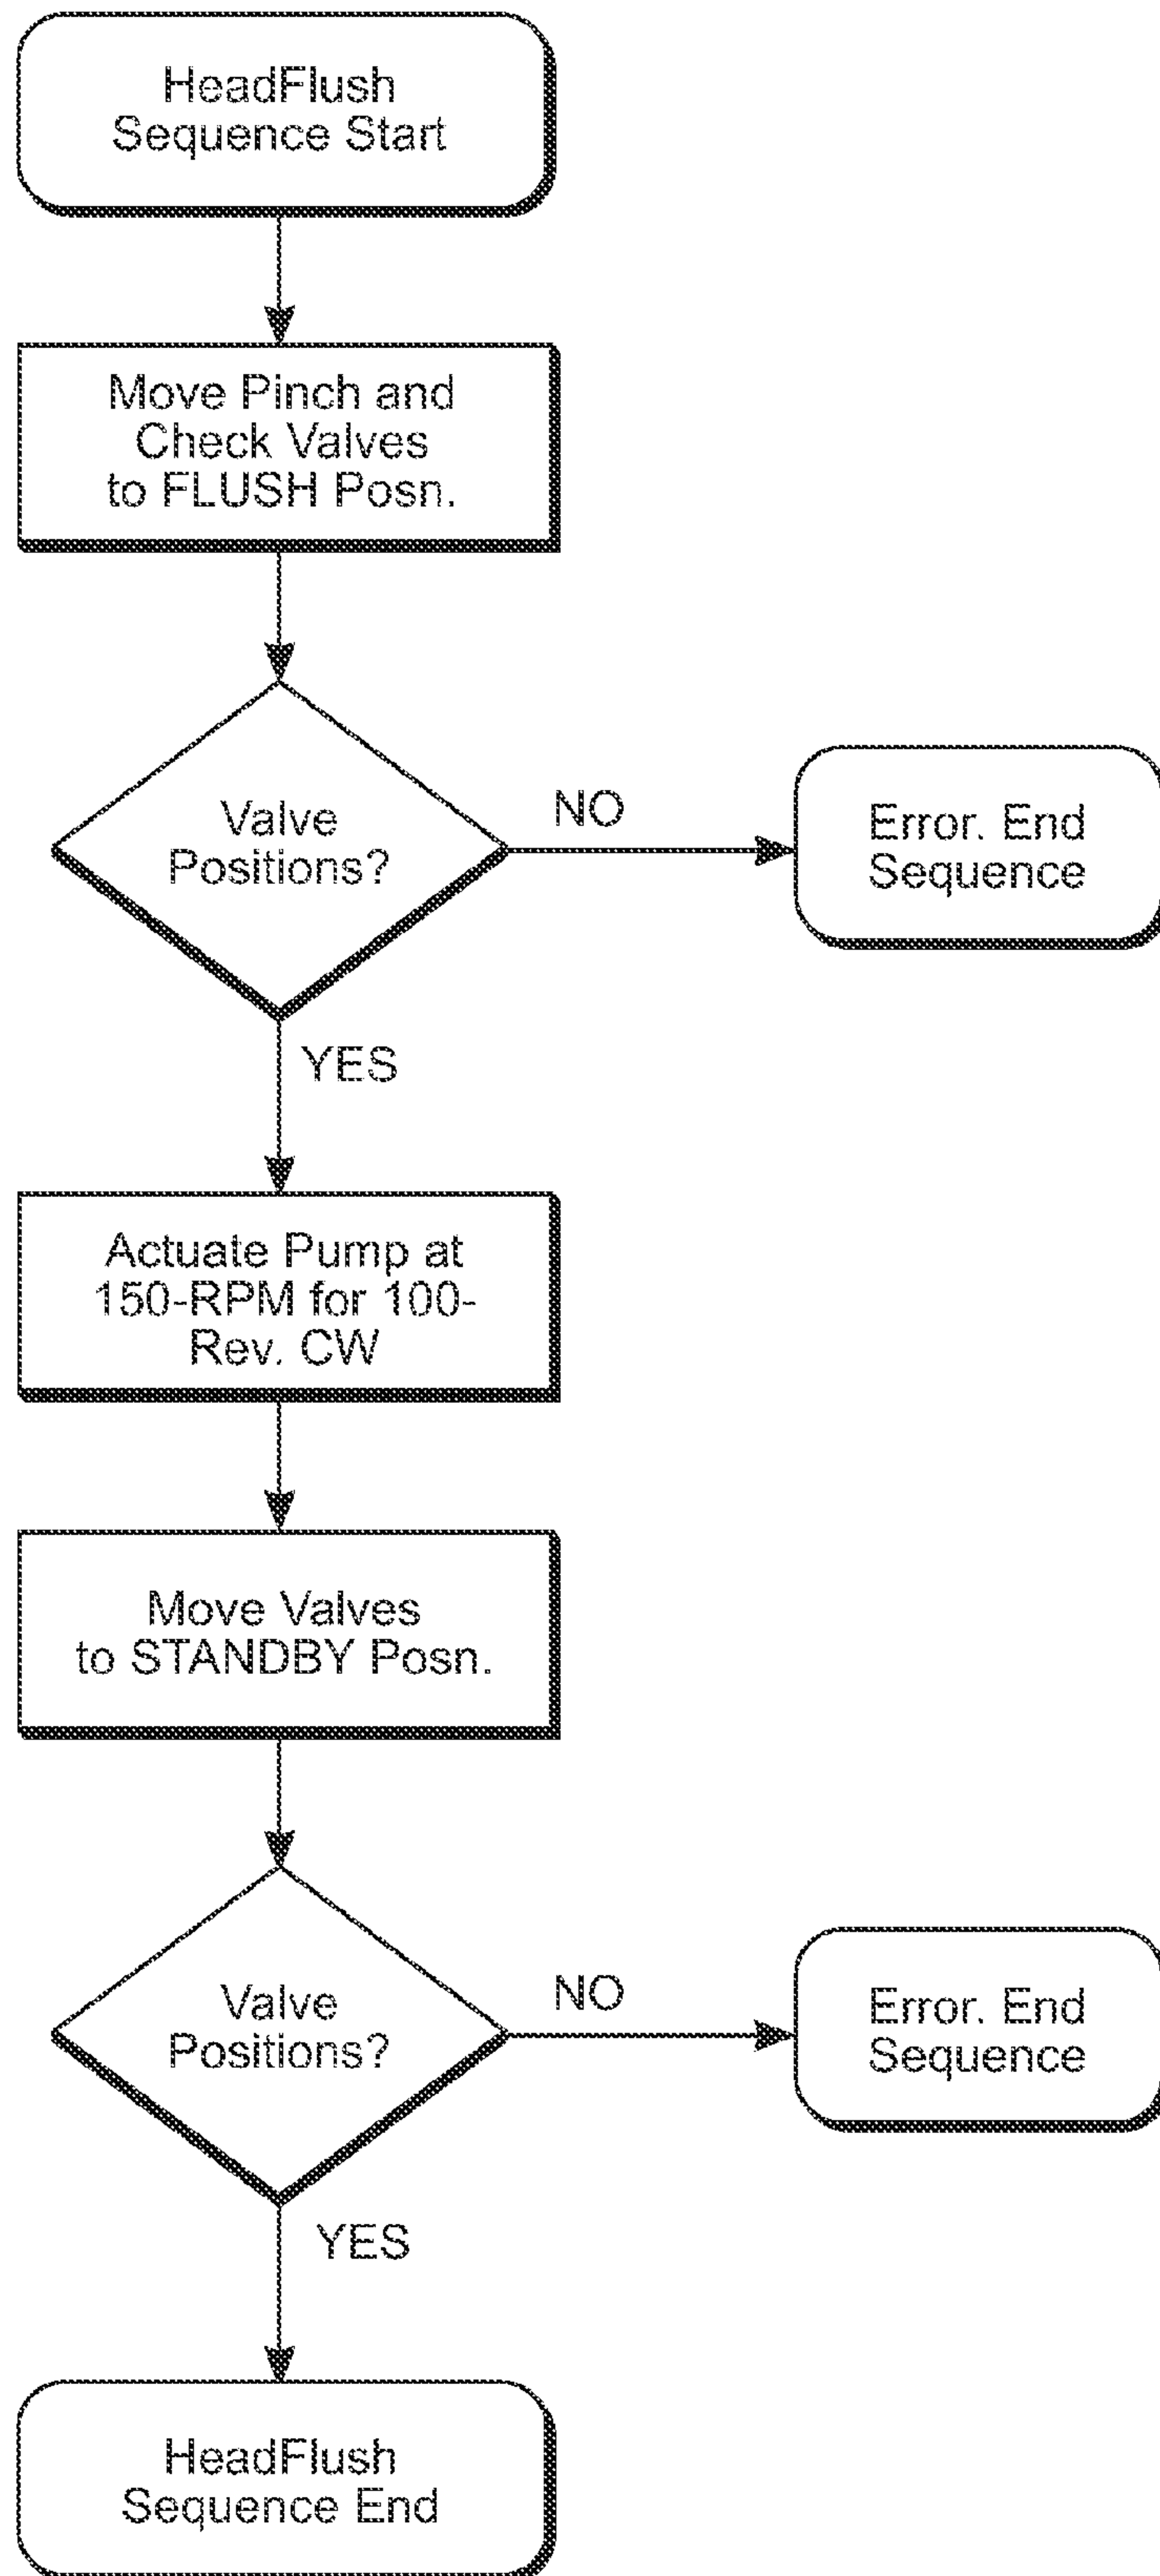 HeadFlush
Sequence Start
Move Pinch and
Check Valves
to FLUSH Posn.
Valve
Positions?
NO
Error. End
Sequence
YES
Actuate Pump at
150-RPM for 100-
Rev. CW
Move Valves
to STANDBY Posn.
Valve
Positions?
NO
Error. End
Sequence
YES
HeadFlush
Sequence End